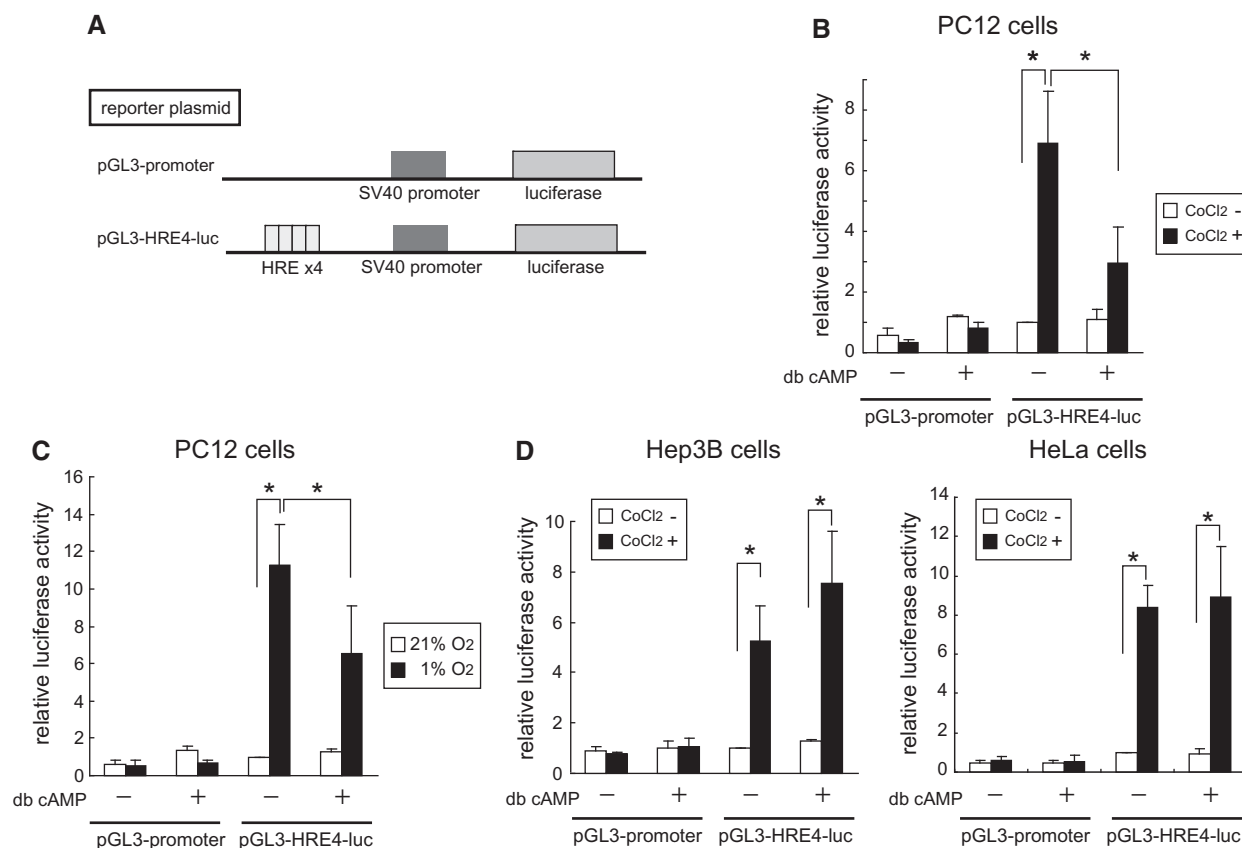 A
reporter plasmid
pGL3-promoter
SV40 promoter
luciferase
pGL3-HRE4-luc
HRE x4
SV40 promoter
luciferase
B
PC12 cells
relative luciferase activity
8
6
4
2
0
*
*
CoCl2 -
CoCl2 +
db cAMP
− + − +
pGL3-promoter
pGL3-HRE4-luc
C
PC12 cells
relative luciferase activity
16
14
12
10
8
6
4
2
0
*
*
21% O2
1% O2
db cAMP
− + − +
pGL3-promoter
pGL3-HRE4-luc
D
Hep3B cells
relative luciferase activity
10
8
6
4
2
0
CoCl2 -
CoCl2 +
*
*
db cAMP
− + − +
pGL3-promoter
pGL3-HRE4-luc
HeLa cells
relative luciferase activity
14
12
10
8
6
4
2
0
CoCl2 -
CoCl2 +
*
*
db cAMP
− + − +
pGL3-promoter
pGL3-HRE4-luc